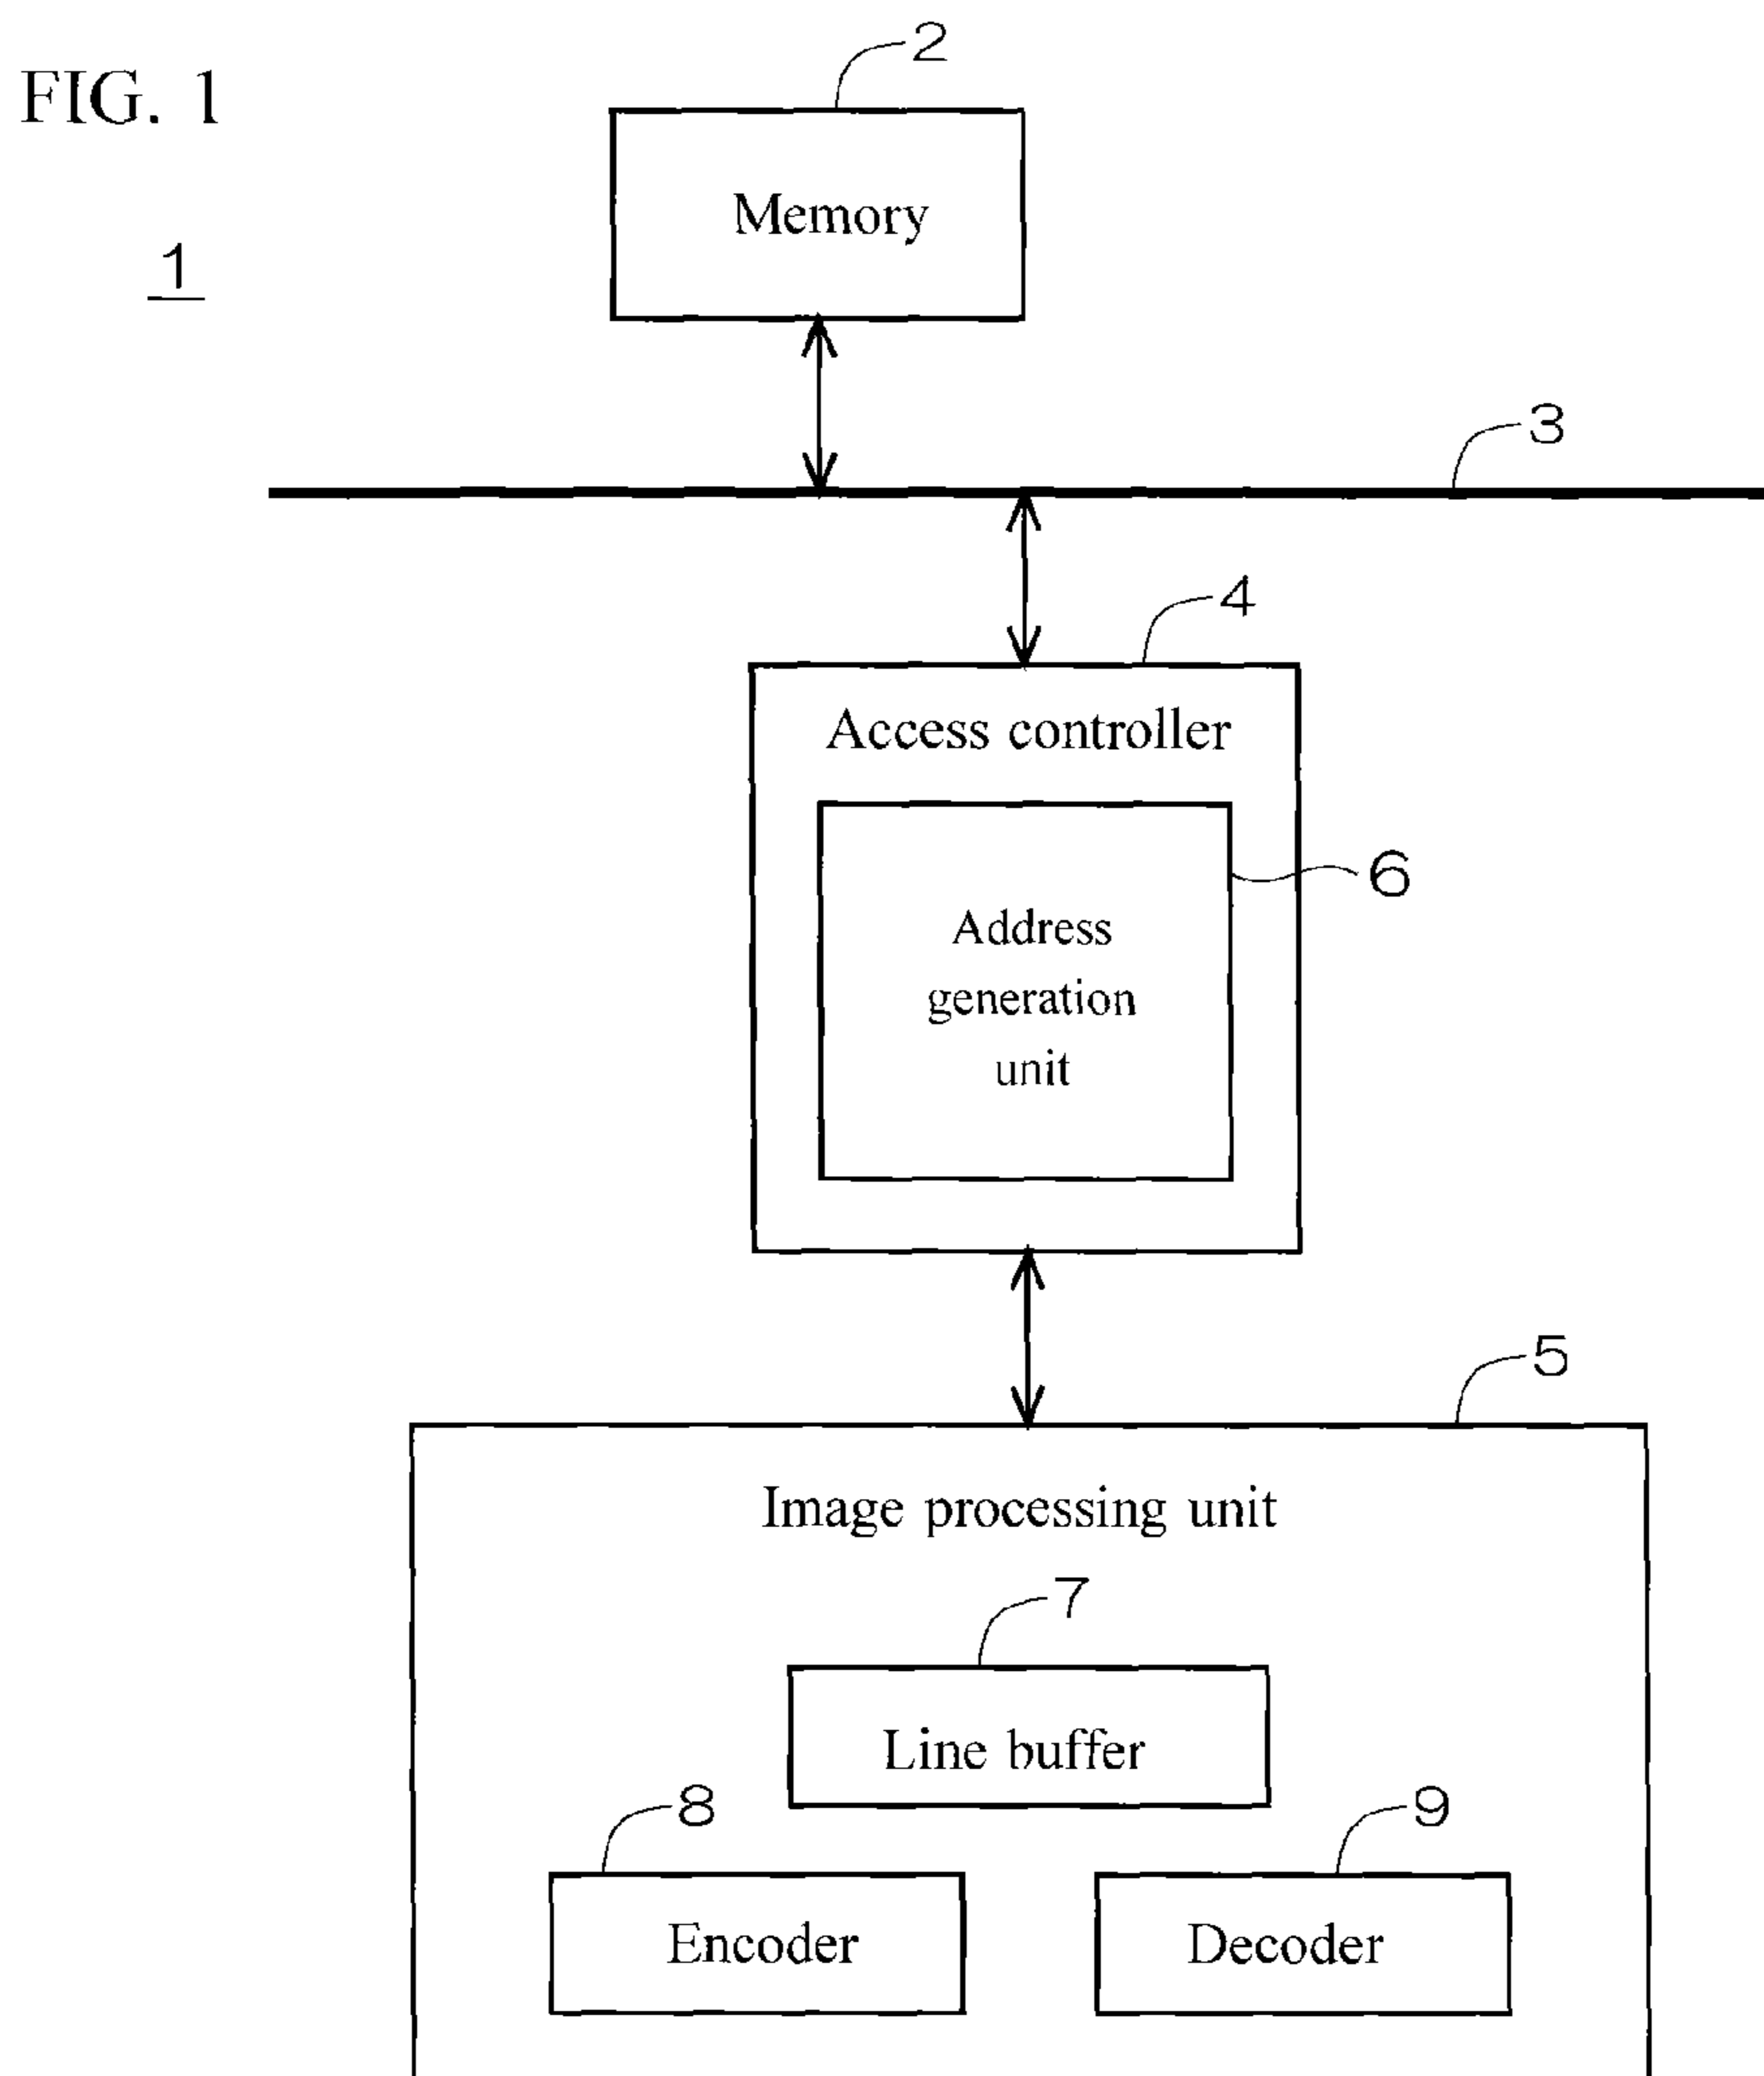 FIG. 1
2
Memory
1
3
4
Access controller
6
Address
generation
unit
5
Image processing unit
7
Line buffer
8
9
Encoder
Decoder